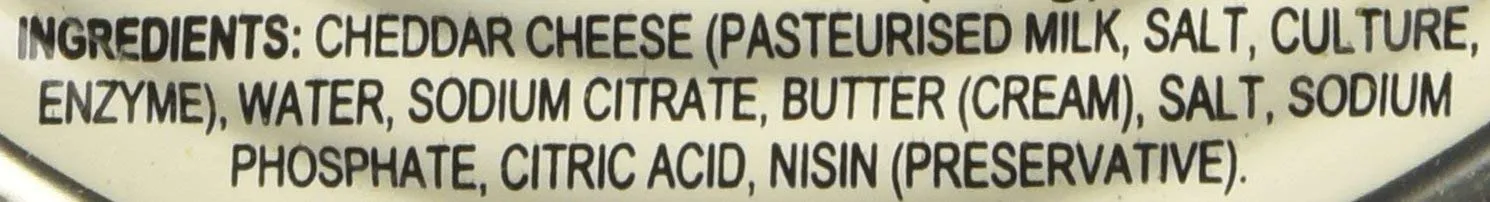 INGREDIENTS: CHEDDAR CHEESE (PASTEURISED MILK, SALT, CULTURE,
ENZYME), WATER, SODIUM CITRATE, BUTTER (CREAM), SALT, SODIUM
PHOSPHATE, CITRIC ACID, NISIN (PRESERVATIVE).